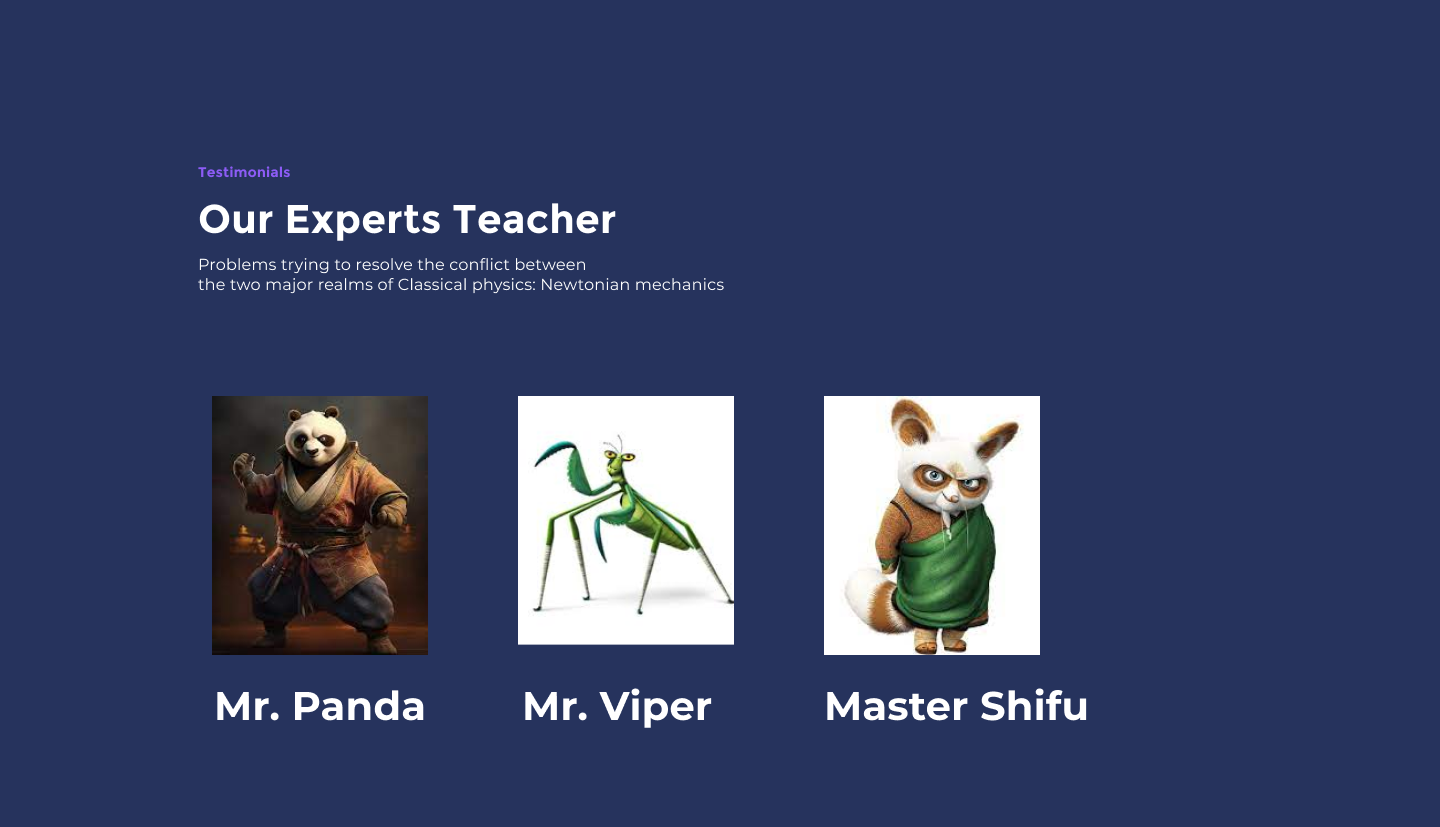 Testimonials
Our Experts Teacher
Problems trying to resolve the conflict between
the two major realms of Classical physics: Newtonian mechanics
Mr. Panda
Mr. Viper
Master Shifu